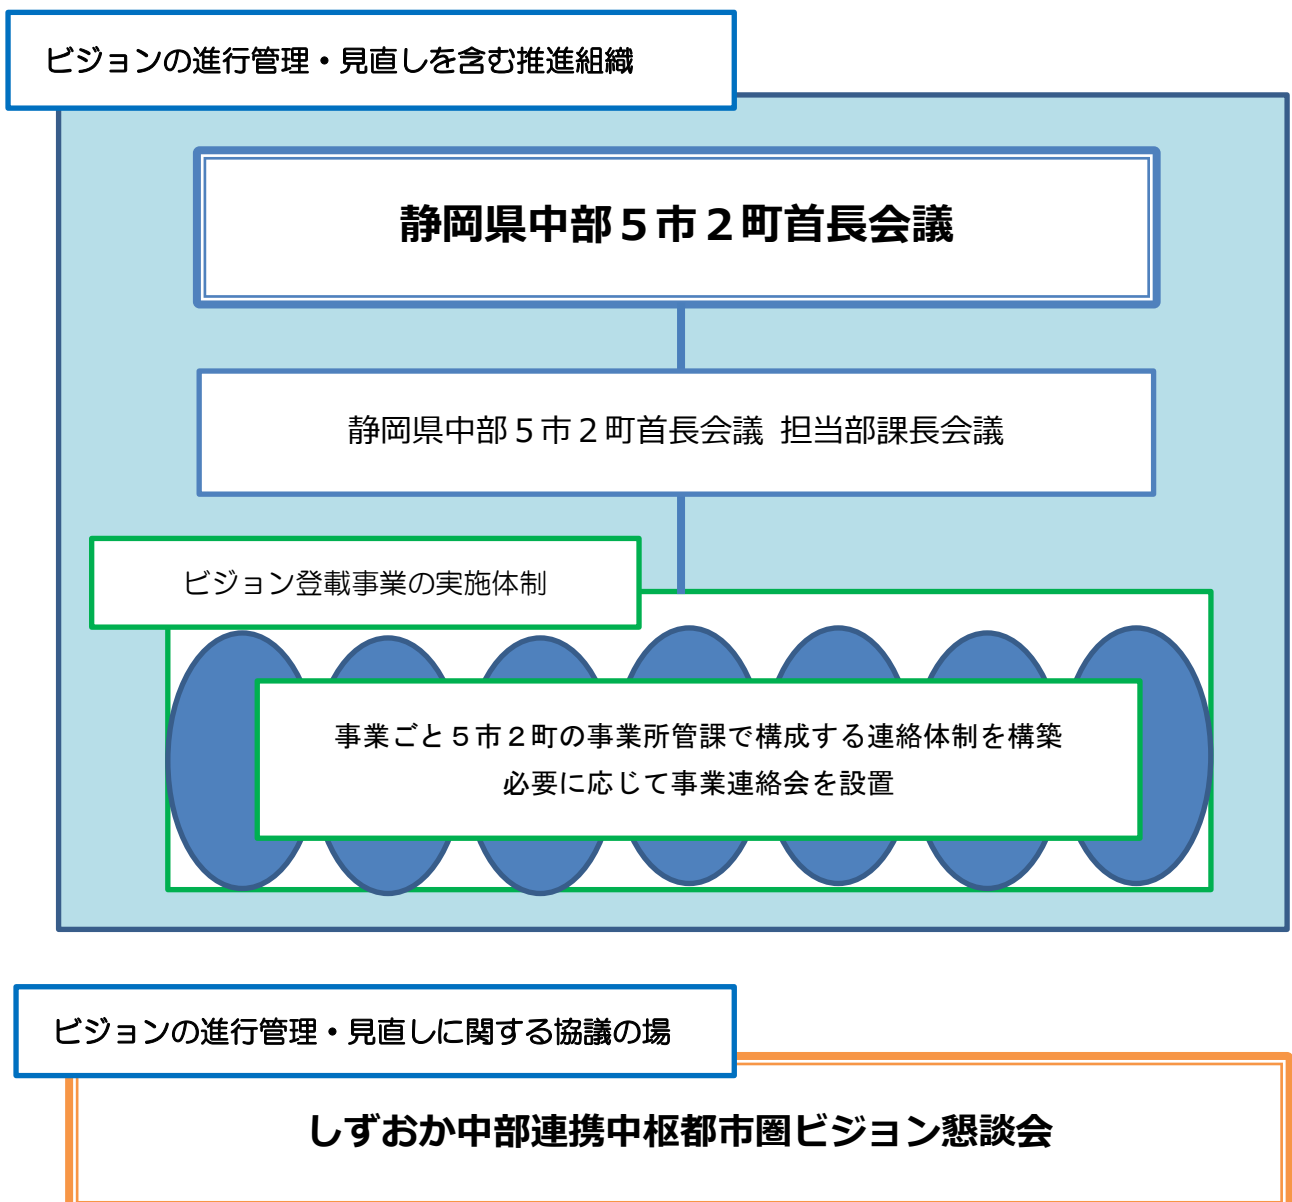 ビジョンの進行管理・見直しを含む推進組織
静岡県中部５市２町首長会議
静岡県中部５市２町首長会議 担当部課長会議
ビジョン登載事業の実施体制
事業ごと５市２町の事業所管課で構成する連絡体制を構築
必要に応じて事業連絡会を設置
ビジョンの進行管理・見直しに関する協議の場
しずおか中部連携中枢都市圏ビジョン懇談会